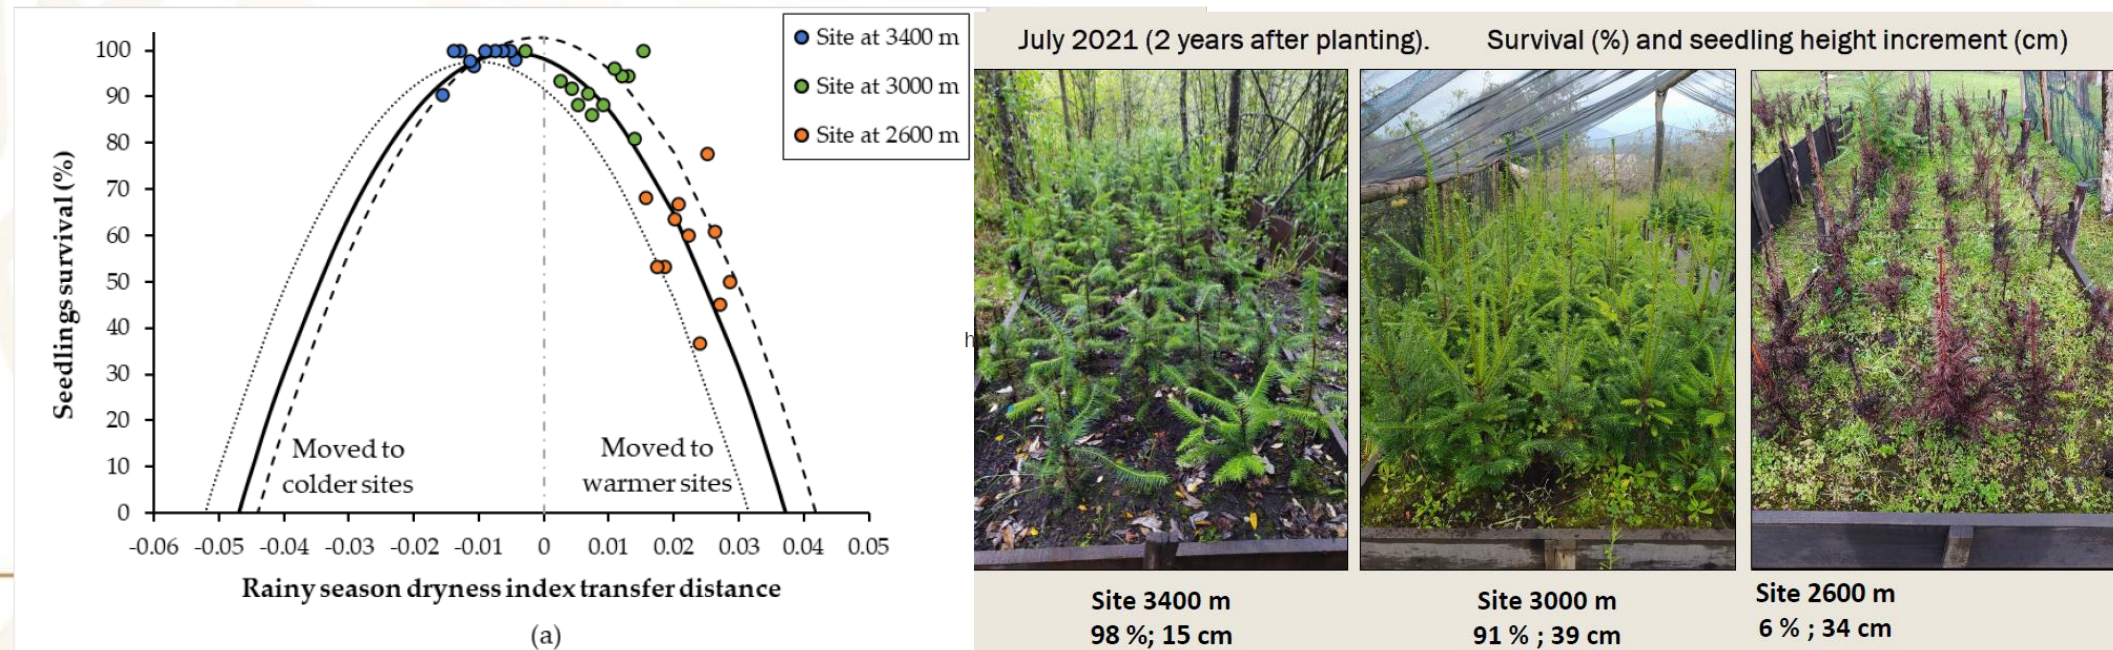 Site at 3400 m
Site at 3000 m
Site at 2600 m
100
90
80
70
60
50
40
30
20
10
0
Seedlings survival (%)
Moved to
colder sites
Moved to
warmer sites
-0.06 -0.05 -0.04 -0.03 -0.02 -0.01 0 0.01 0.02 0.03 0.04 0.05
Rainy season dryness index transfer distance
(a)
h
July 2021 (2 years after planting). Survival (%) and seedling height increment (cm)
Site 3400 m
98 %; 15 cm
Site 3000 m
91 % ; 39 cm
Site 2600 m
6 % ; 34 cm